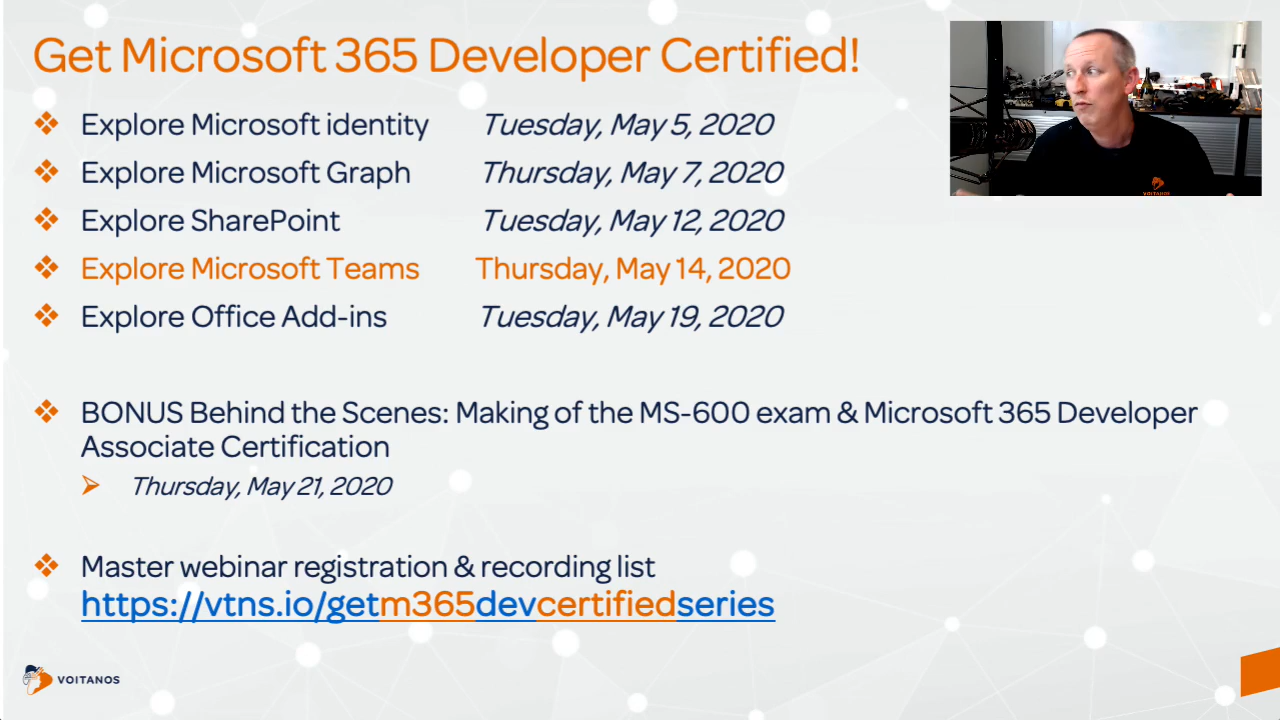 Get Microsoft 365 Developer Certified!
Explore Microsoft identity Tuesday, May 5, 2020
Explore Microsoft Graph Thursday, May 7, 2020
Explore SharePoint Tuesday, May 12, 2020
Explore Microsoft Teams Thursday, May 14, 2020
Explore Office Add-ins Tuesday, May 19, 2020
BONUS Behind the Scenes: Making of the MS-600 exam & Microsoft 365 Developer
Associate Certification
Thursday, May 21, 2020
Master webinar registration & recording list
https://vtns.io/getm365devcertifiedseries
VOITANOS
VOITANOS